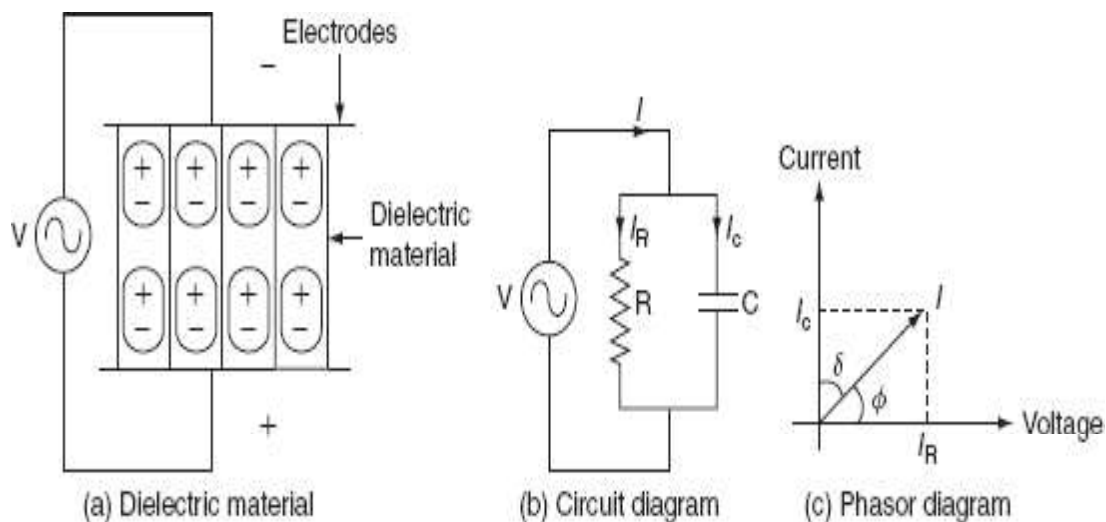 Electrodes
−
+ + + +
− − − −
V
Dielectric
material
+ + + +
− − − −
+
(a) Dielectric material
I
I_R I_c
V R C
(b) Circuit diagram
Current
I_c I
δ
ϕ
Voltage
I_R
(c) Phasor diagram